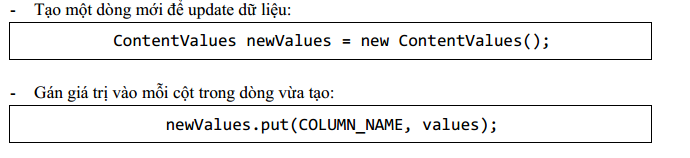 - Tạo một dòng mới để update dữ liệu:
ContentValues newValues = new ContentValues();
- Gán giá trị vào mỗi cột trong dòng vừa tạo:
newValues.put(COLUMN_NAME, values);